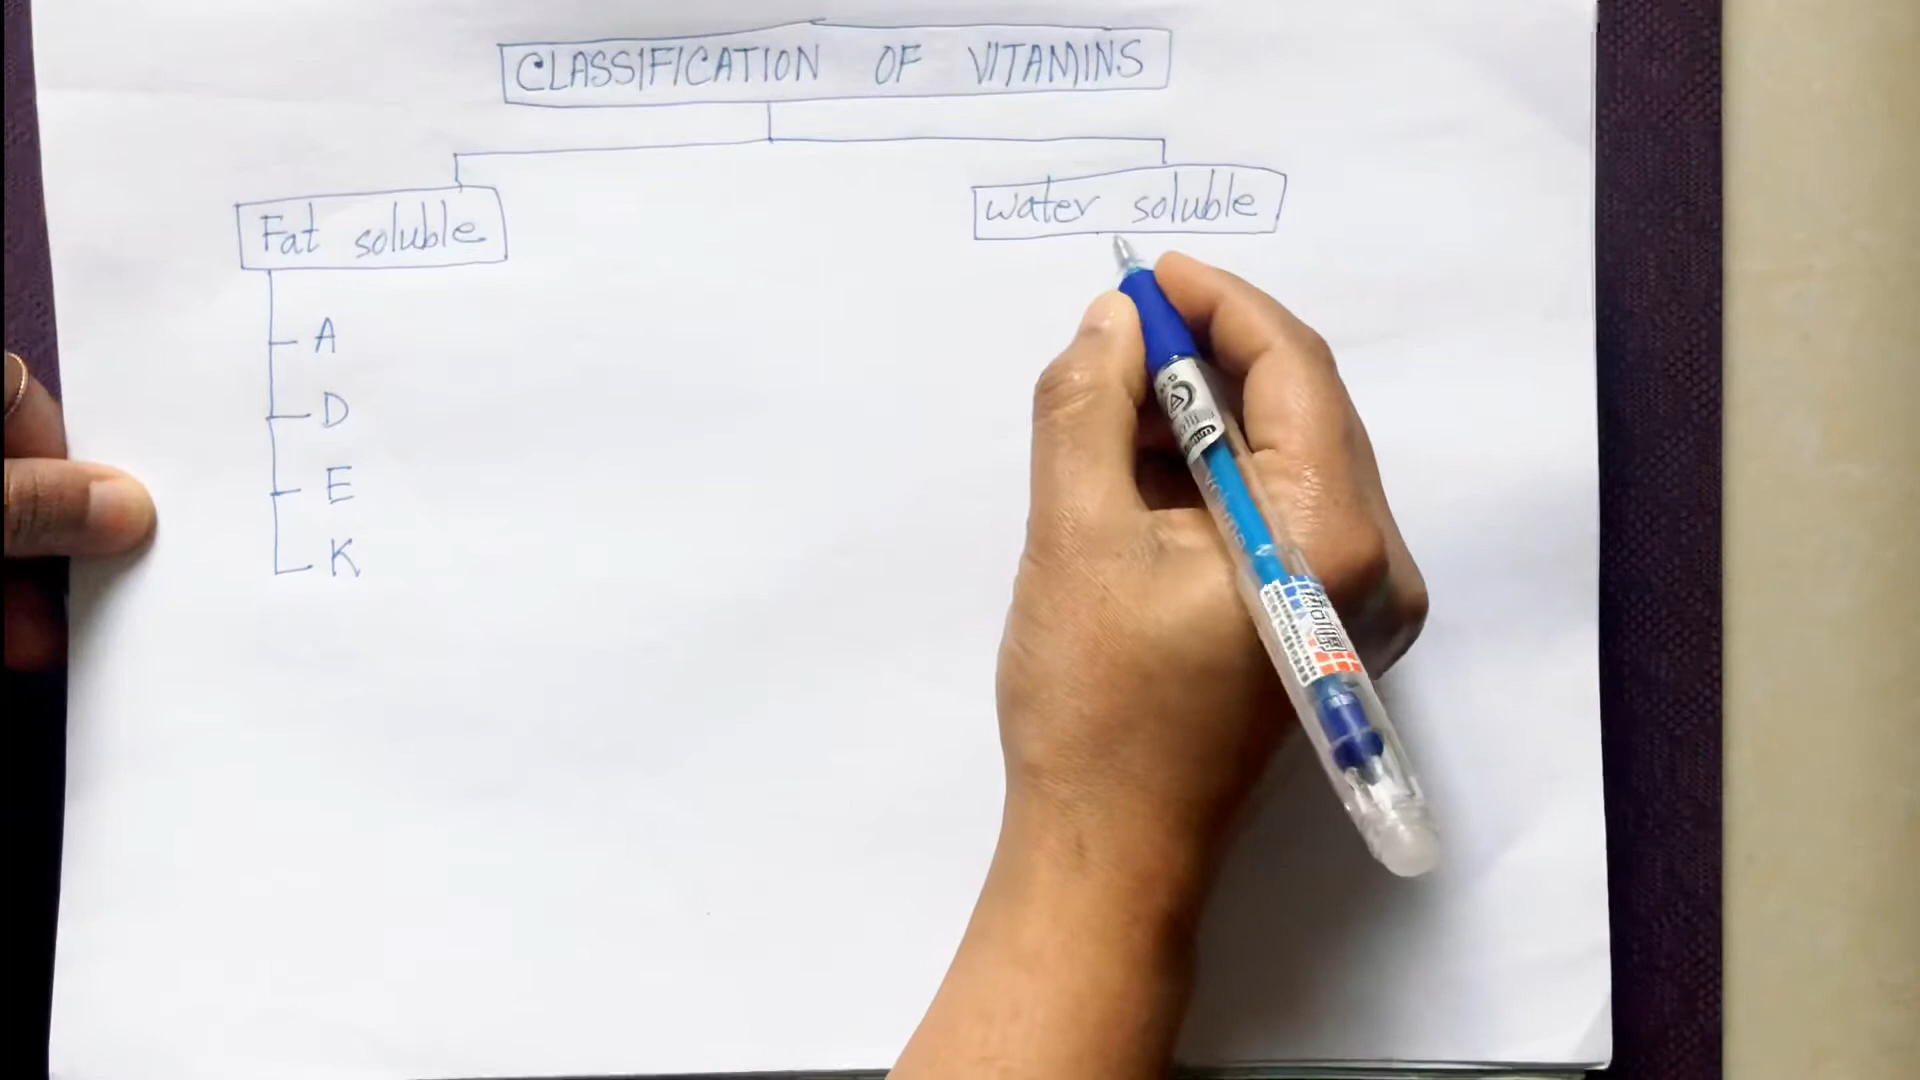 CLASSIFICATION OF VITAMINS
Fat soluble
water soluble
A
D
E
K